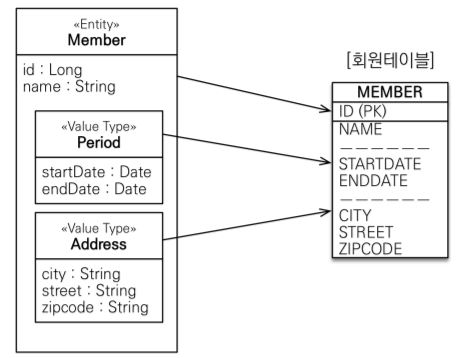 «Entity»
Member
id : Long
name : String
«Value Type»
Period
startDate : Date
endDate : Date
«Value Type»
Address
city : String
street : String
zipcode : String
[회원테이블]
MEMBER
ID (PK)
NAME
STARTDATE
ENDDATE
CITY
STREET
ZIPCODE